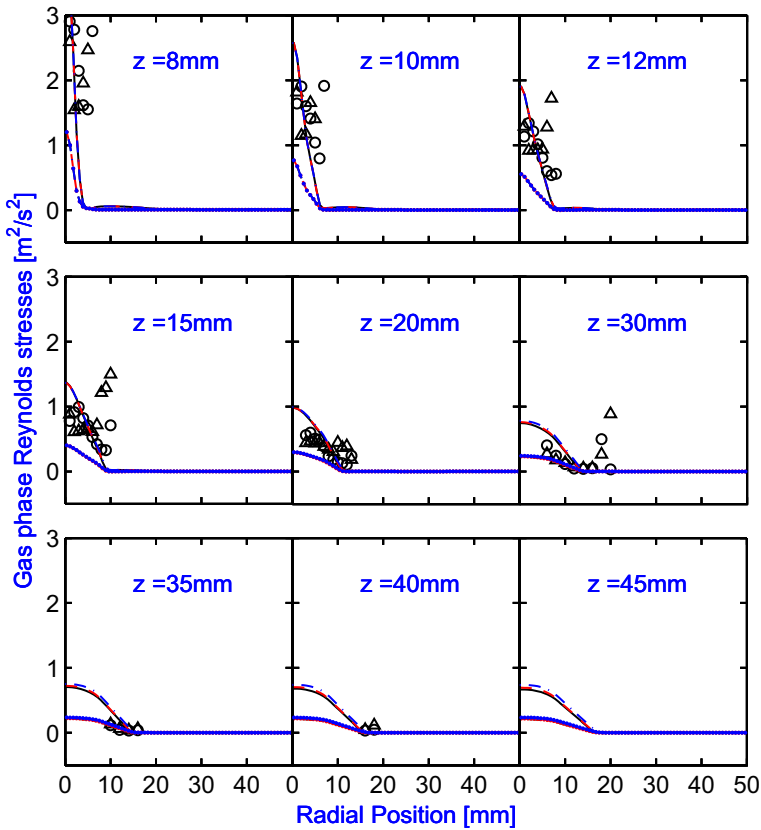 Gas phase Reynolds stresses [m²/s²]
3
2
1
0
z =8mm
z =10mm
z =12mm
3
2
1
0
z =15mm
z =20mm
z =30mm
3
2
1
0
z =35mm
z =40mm
z =45mm
0 10 20 30 40 0 10 20 30 40 0 10 20 30 40 50
Radial Position [mm]